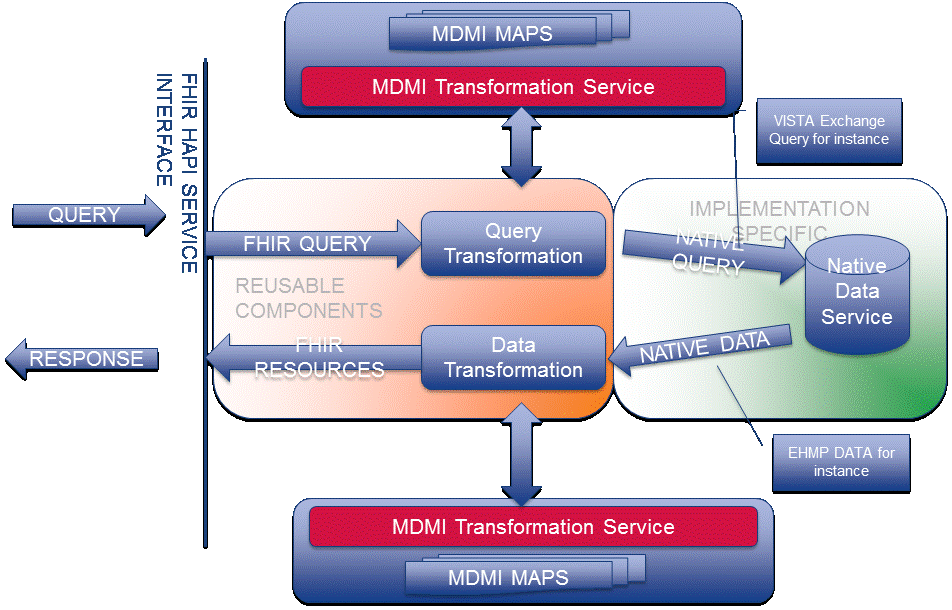 MDMI MAPS
MDMI Transformation Service
VISTA Exchange
Query for instance
FHIR HAPI SERVICE
INTERFACE
QUERY
FHIR QUERY
Query
Transformation
IMPLEMENTATION
SPECIFIC
NATIVE
QUERY
Native
Data
Service
REUSABLE
COMPONENTS
RESPONSE
FHIR
RESOURCES
Data
Transformation
NATIVE DATA
EHMP DATA for
instance
MDMI Transformation Service
MDMI MAPS